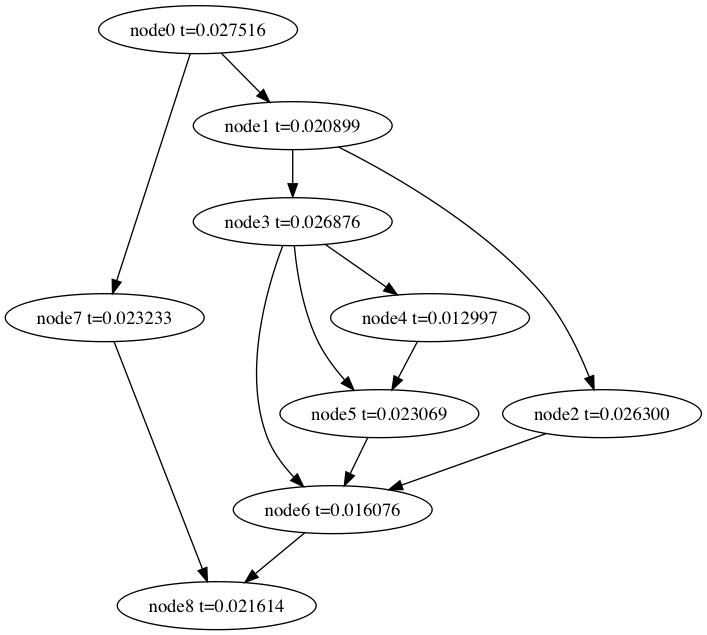 node0 t=0.027516
node1 t=0.020899
node3 t=0.026876
node7 t=0.023233
node4 t=0.012997
node5 t=0.023069
node2 t=0.026300
node6 t=0.016076
node8 t=0.021614